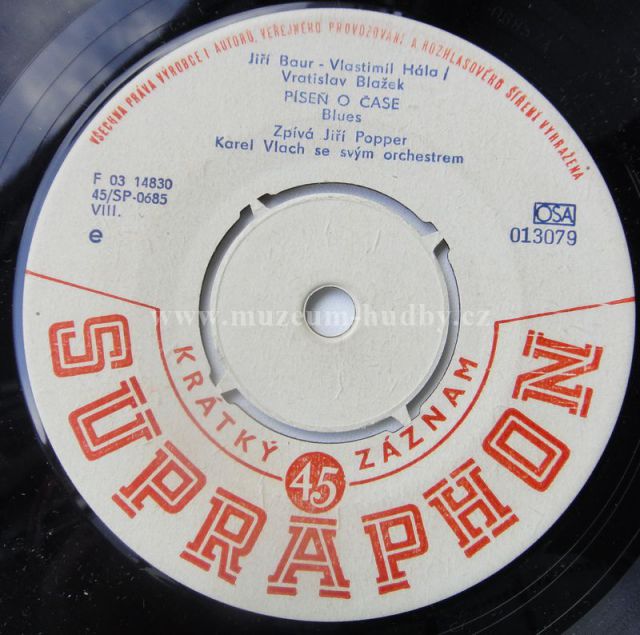 VŠECHNA PRÁVA VÝROBCE I AUTORŮ, VEŘEJNÉHO PROVOZOVÁNÍ A ROZHLASOVÉHO ŠÍŘENÍ VYHRAŽENA
Jiří Baur - Vlastimil Hála /
Vratislav Blažek
PÍSEŇ O ČASE
Blues
Zpívá Jiří Popper
Karel Vlach se svým orchestrem
F 03 14830
45/SP-0685
VIII.
e
OSA
013079
www.muzeum-hudby.cz
KRÁTKÝ ZÁZNAM
45
SUPRAPHON